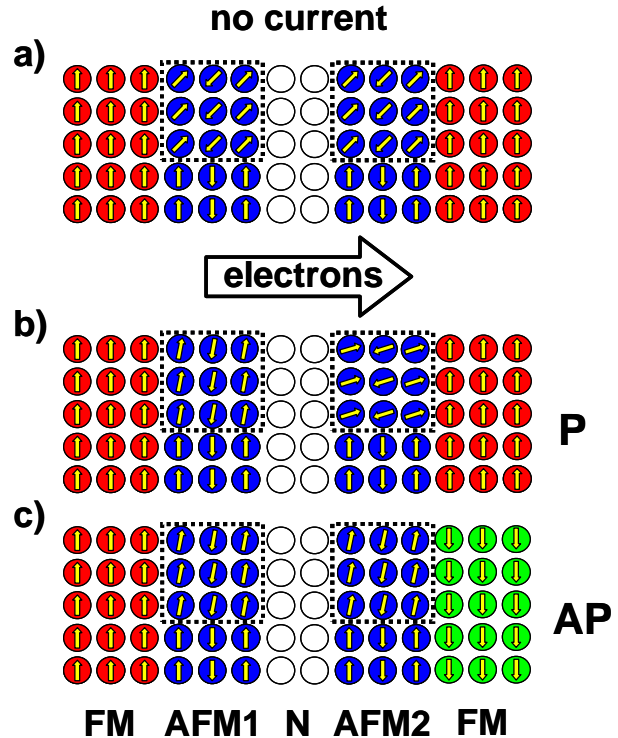 no current
a)
electrons
b)
P
c)
AP
FM AFM1 N AFM2 FM